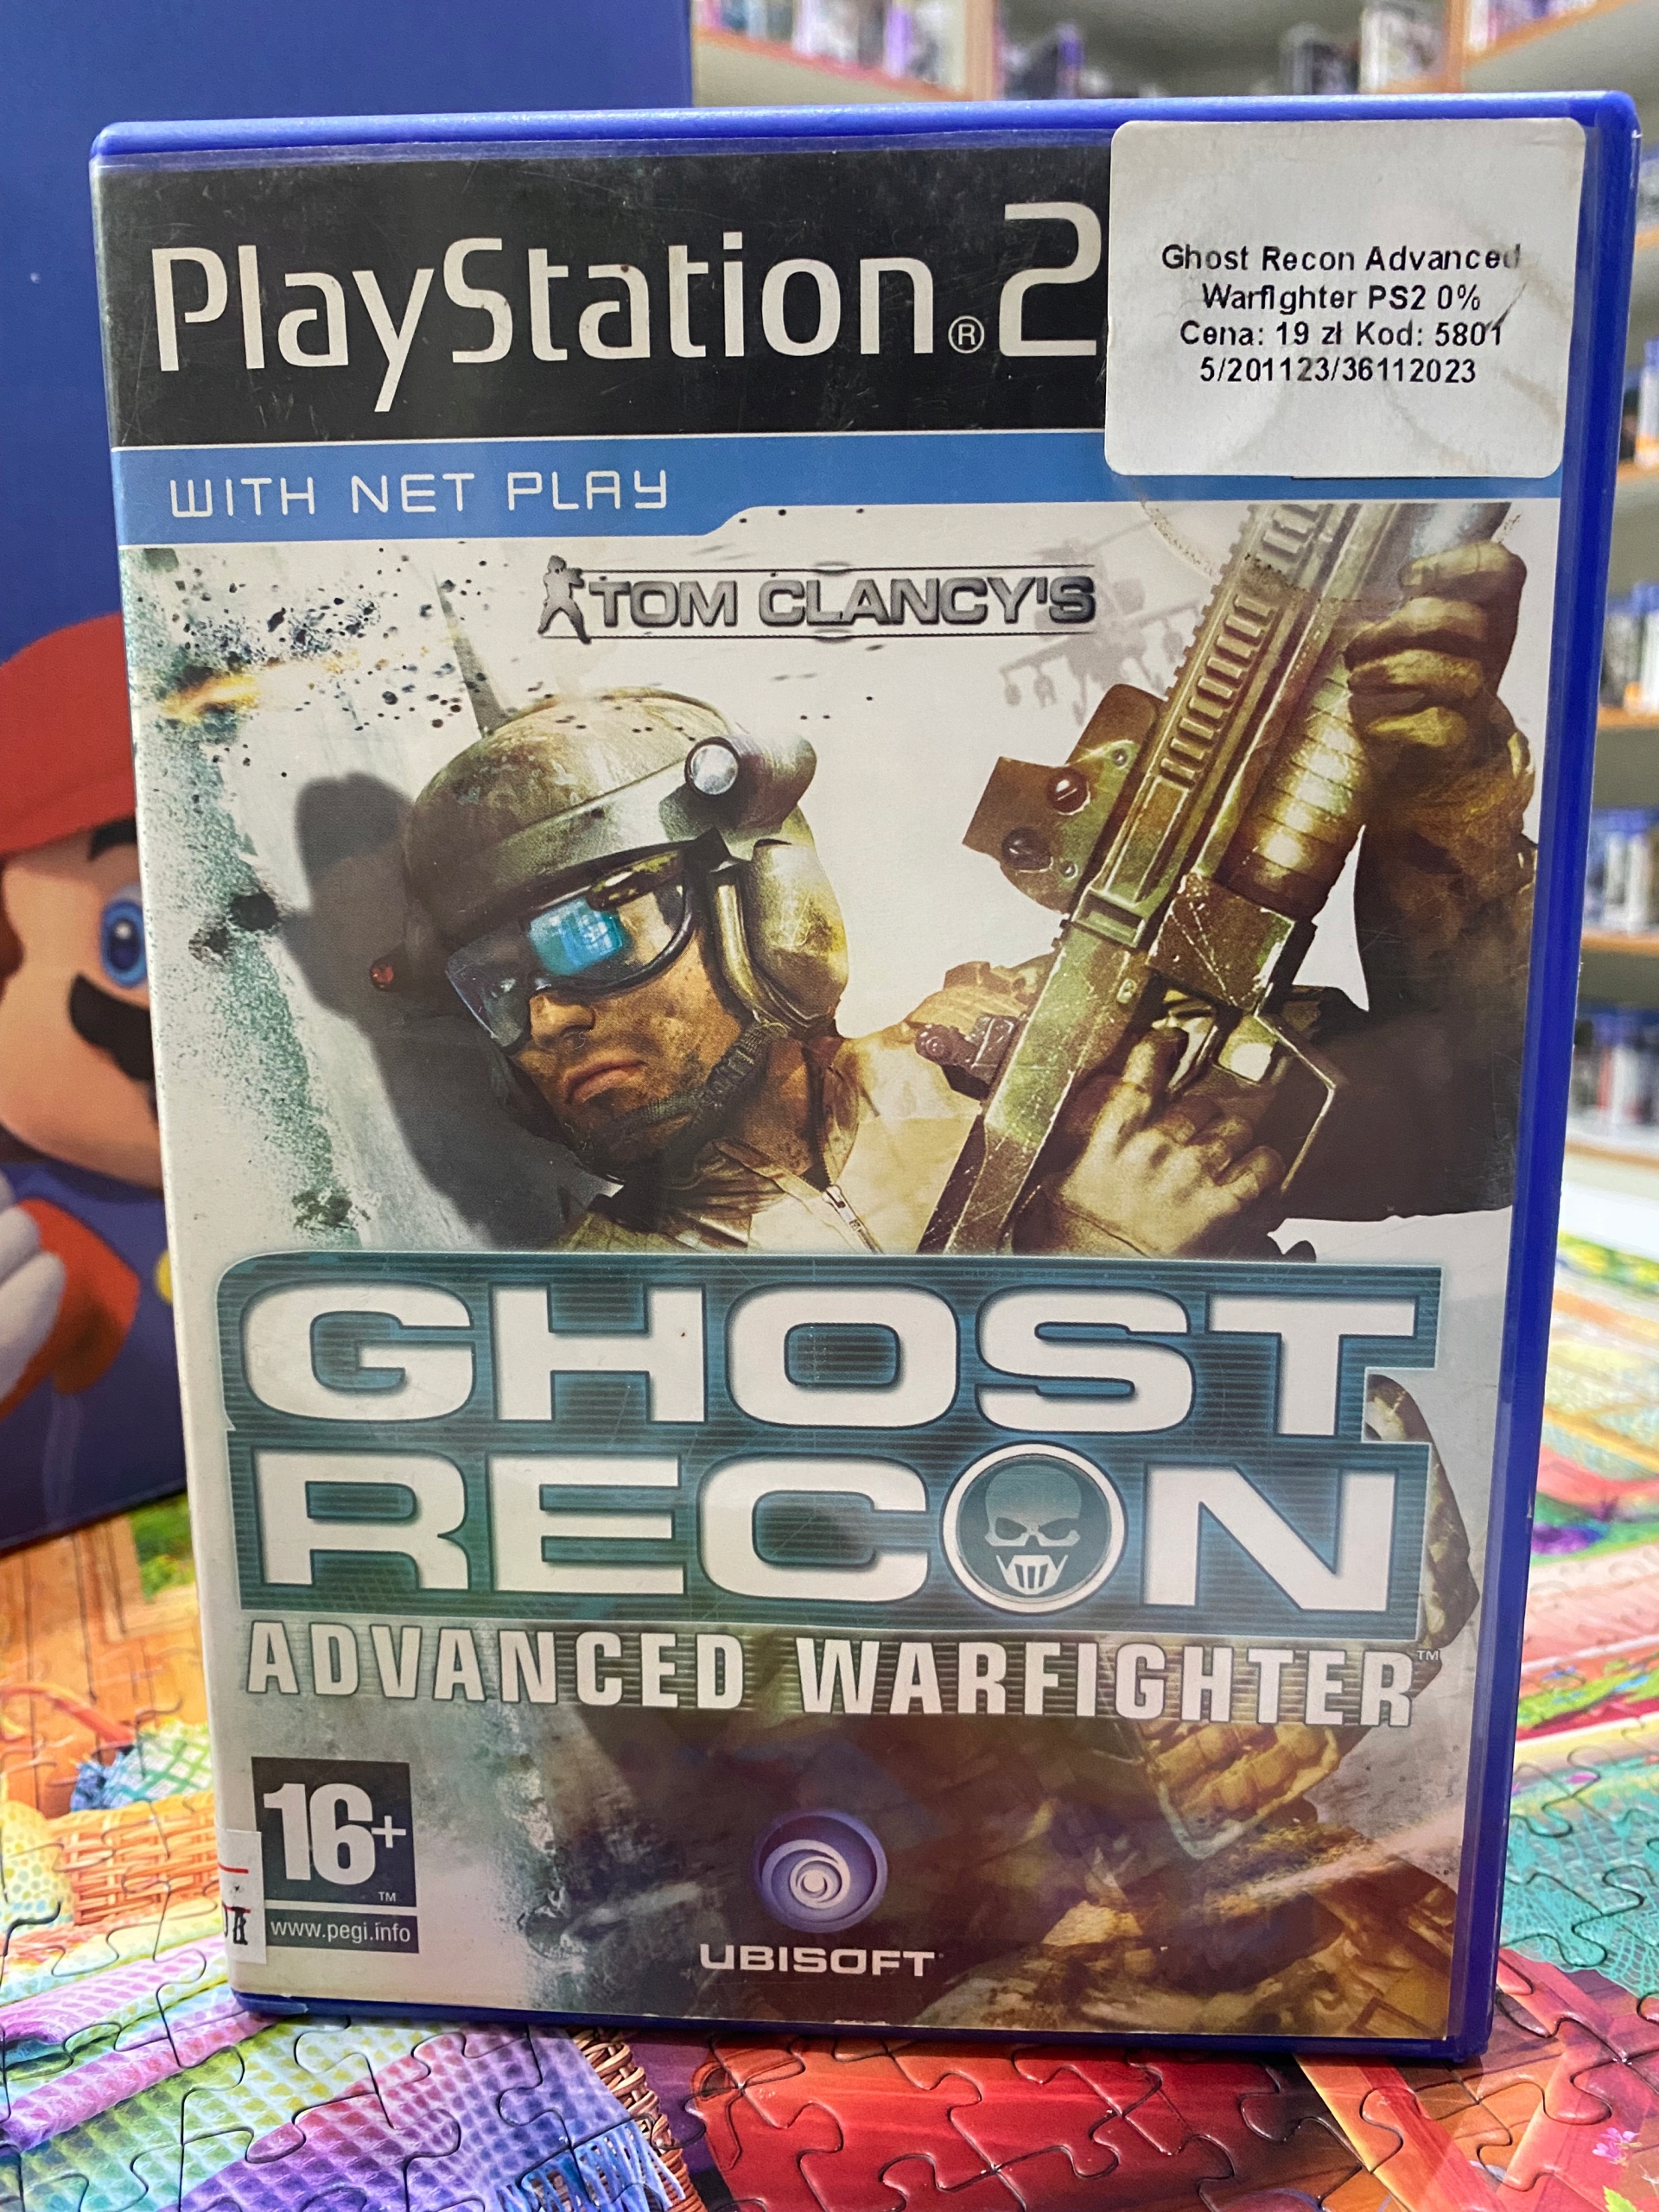 PlayStation®2
Ghost Recon Advanced
Warfighter PS2 0%
Cena: 19 zł Kod: 5801
5/201123/36112023
WITH NET PLAY
TOM CLANCY'S
GHOST
RECON
ADVANCED WARFIGHTER™
16+
™
www.pegi.info
UBISOFT